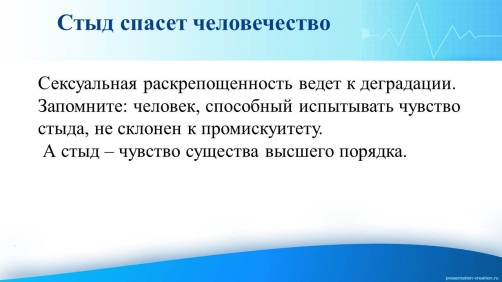 Стыд спасет человечество
Сексуальная раскрепощенность ведет к деградации.
Запомните: человек, способный испытывать чувство
стыда, не склонен к промискуитету.
А стыд – чувство существа высшего порядка.
presentation-creation.ru